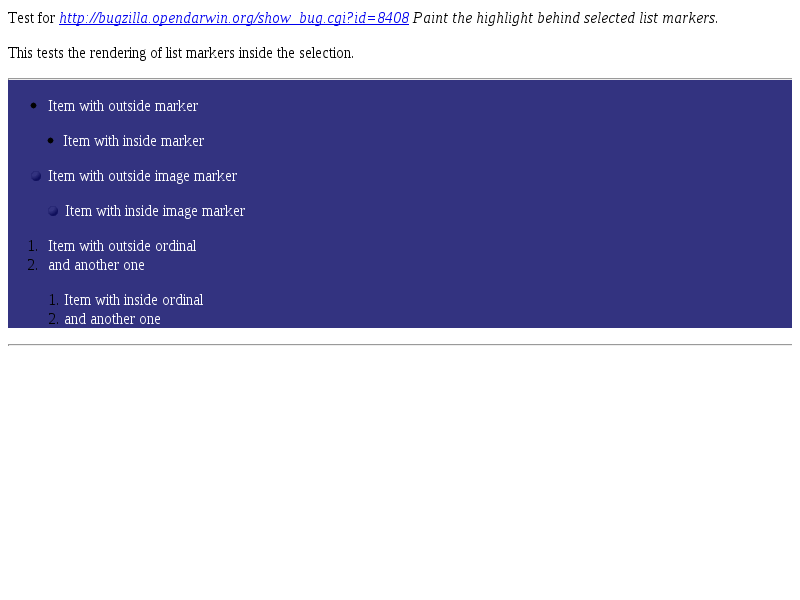 Test for http://bugzilla.opendarwin.org/show_bug.cgi?id=8408 Paint the highlight behind selected list markers.
This tests the rendering of list markers inside the selection.
• Item with outside marker
• Item with inside marker
Item with outside image marker
Item with inside image marker
1. Item with outside ordinal
2. and another one
1. Item with inside ordinal
2. and another one